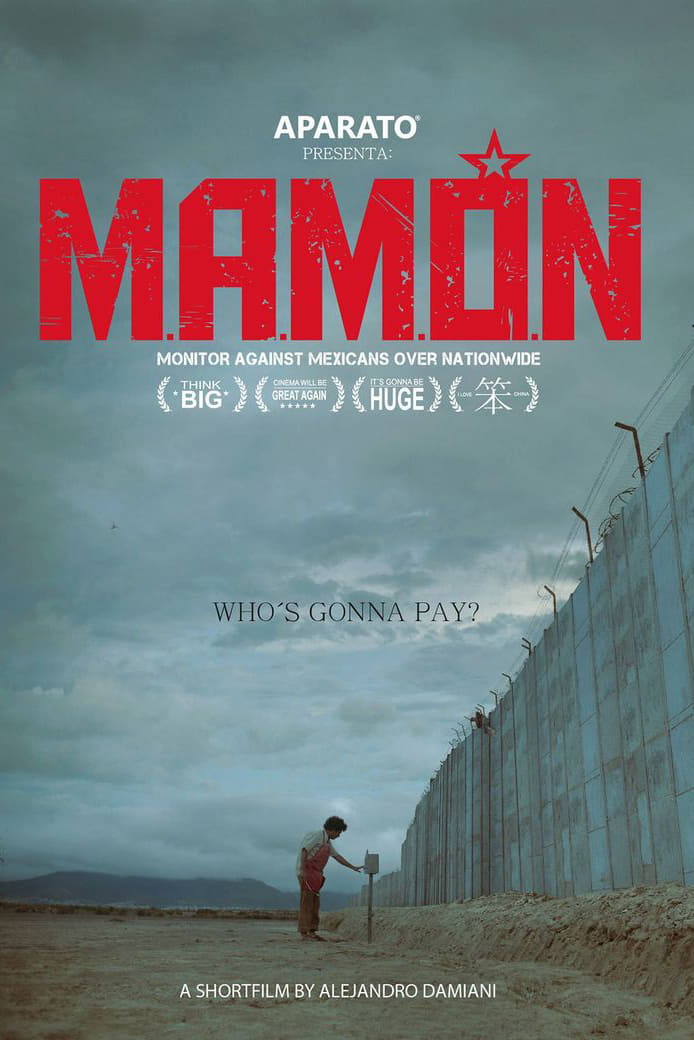 APARATO®
PRESENTA:
M.A.M.O.N
MONITOR AGAINST MEXICANS OVER NATIONWIDE
THINK BIG
CINEMA WILL BE GREAT AGAIN
IT´S GONNA BE HUGE
I LOVE 笨 CHINA
WHO´S GONNA PAY?
A SHORTFILM BY ALEJANDRO DAMIANI